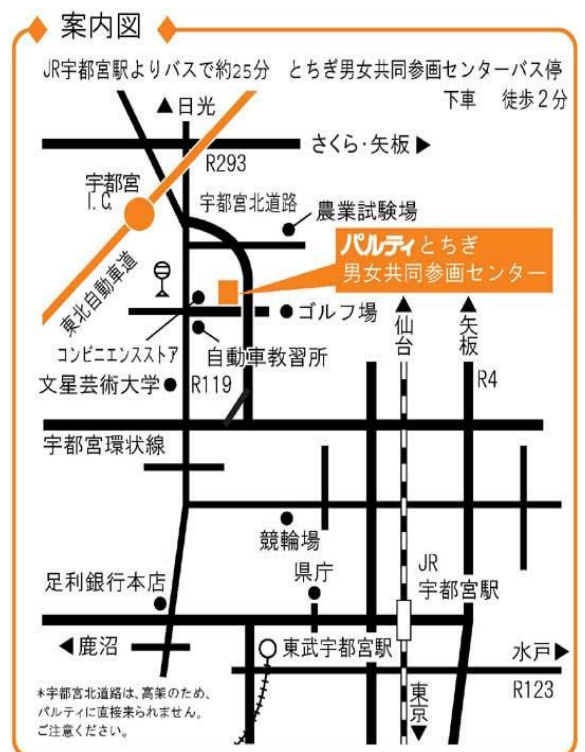 案内図
JR宇都宮駅よりバスで約25分 とちぎ男女共同参画センターバス停
下車 徒歩2分
▲日光
さくら・矢板▶
R293
宇都宮
I.C.
宇都宮北道路
農業試験場
東北自動車道
パルティとちぎ
男女共同参画センター
ゴルフ場
▲仙台
▲矢板
コンビニエンスストア
自動車教習所
文星芸術大学
R119
R4
宇都宮環状線
競輪場
県庁
JR
宇都宮駅
足利銀行本店
◀鹿沼
東武宇都宮駅
水戸▶
R123
東京▼
*宇都宮北道路は、高架のため、
パルティに直接来られません。
ご注意ください。